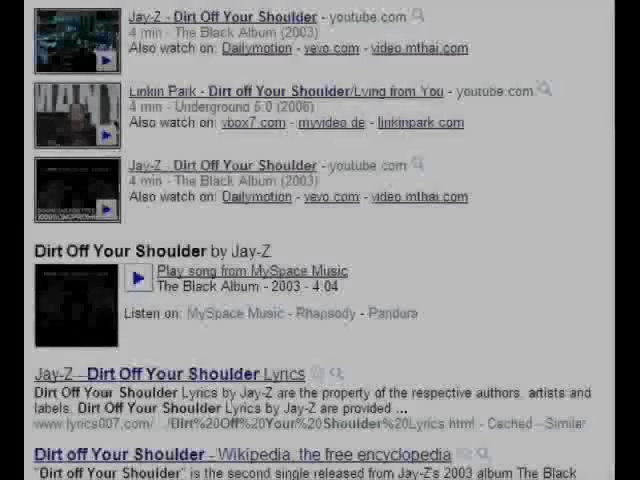 Jay-Z - Dirt Off Your Shoulder - youtube.com
4 min - The Black Album (2003)
Also watch on: Dailymotion - vevo.com - video.mthai.com
Linkin Park - Dirt off Your Shoulder/Lying from You - youtube.com
4 min - Underground 5.0 (2006)
Also watch on: vbox7.com - myvideo.de - linkinpark.com
Jay-Z - Dirt Off Your Shoulder - youtube.com
4 min - The Black Album (2003)
Also watch on: Dailymotion - vevo.com - video.mthai.com
Dirt Off Your Shoulder by Jay-Z
Play song from MySpace Music
The Black Album - 2003 - 4:04
Listen on: MySpace Music - Rhapsody - Pandora
Jay-Z - Dirt Off Your Shoulder Lyrics
Dirt Off Your Shoulder Lyrics by Jay-Z are the property of the respective authors, artists and
labels. Dirt Off Your Shoulder Lyrics by Jay-Z are provided ...
www.lyrics007.com/.../Dirt%20Off%20Your%20Shoulder%20Lyrics.html - Cached - Similar
Dirt off Your Shoulder - Wikipedia, the free encyclopedia
"Dirt off Your Shoulder" is the second single released from Jay-Z's 2003 album The Black